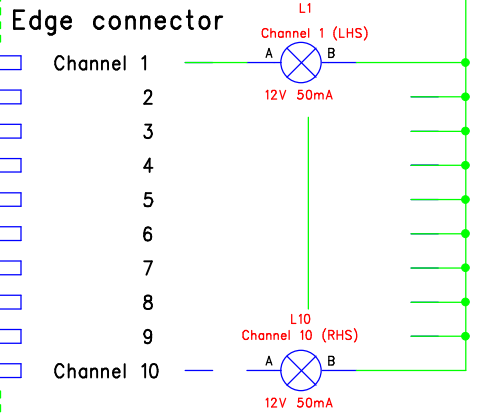 L1
Edge connector
Channel 1 (LHS)
Channel 1 A B
12V 50mA
2
3
4
5
6
7
8
9
L10
Channel 10 (RHS)
Channel 10 A B
12V 50mA